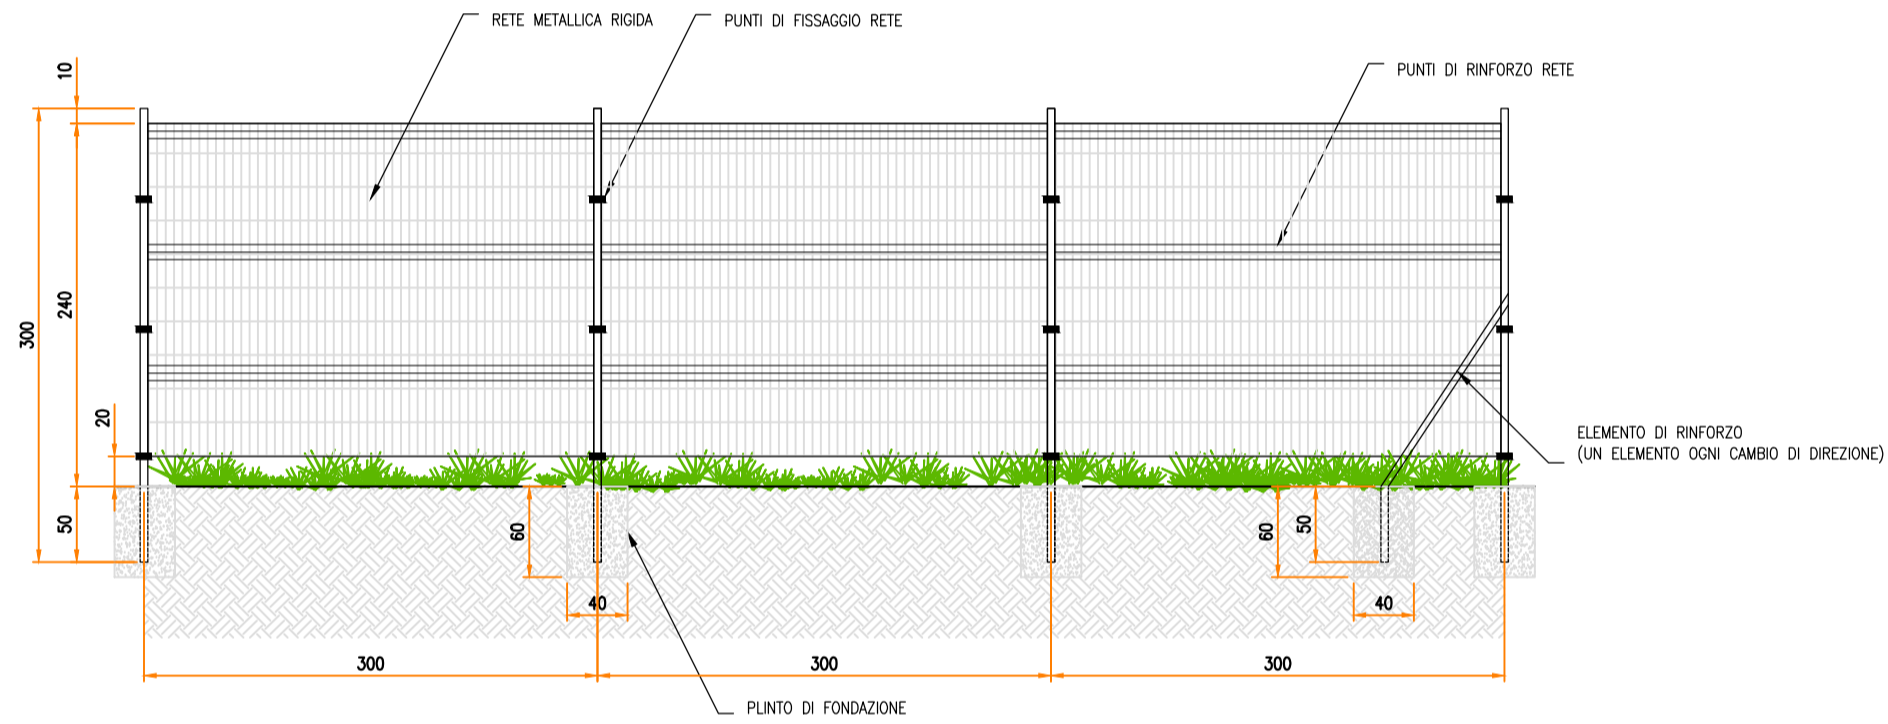 RETE METALLICA RIGIDA
PUNTI DI FISSAGGIO RETE
PUNTI DI RINFORZO RETE
10
240
300
20
50
60
40
60
50
40
ELEMENTO DI RINFORZO
(UN ELEMENTO OGNI CAMBIO DI DIREZIONE)
300
300
300
PLINTO DI FONDAZIONE